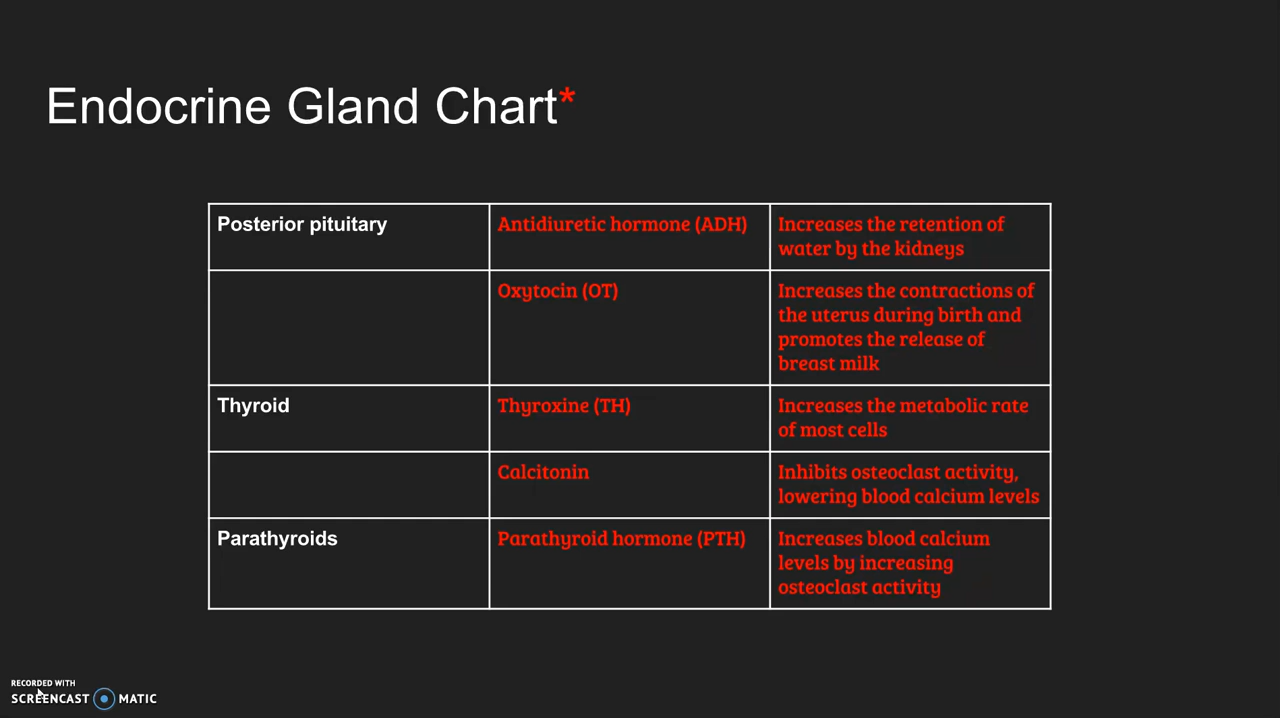 Endocrine Gland Chart*
Posterior pituitary
Antidiuretic hormone (ADH)
Increases the retention of
water by the kidneys
Oxytocin (OT)
Increases the contractions of
the uterus during birth and
promotes the release of
breast milk
Thyroid
Thyroxine (TH)
Increases the metabolic rate
of most cells
Calcitonin
Inhibits osteoclast activity,
lowering blood calcium levels
Parathyroids
Parathyroid hormone (PTH)
Increases blood calcium
levels by increasing
osteoclast activity
RECORDED WITH
SCREENCAST MATIC